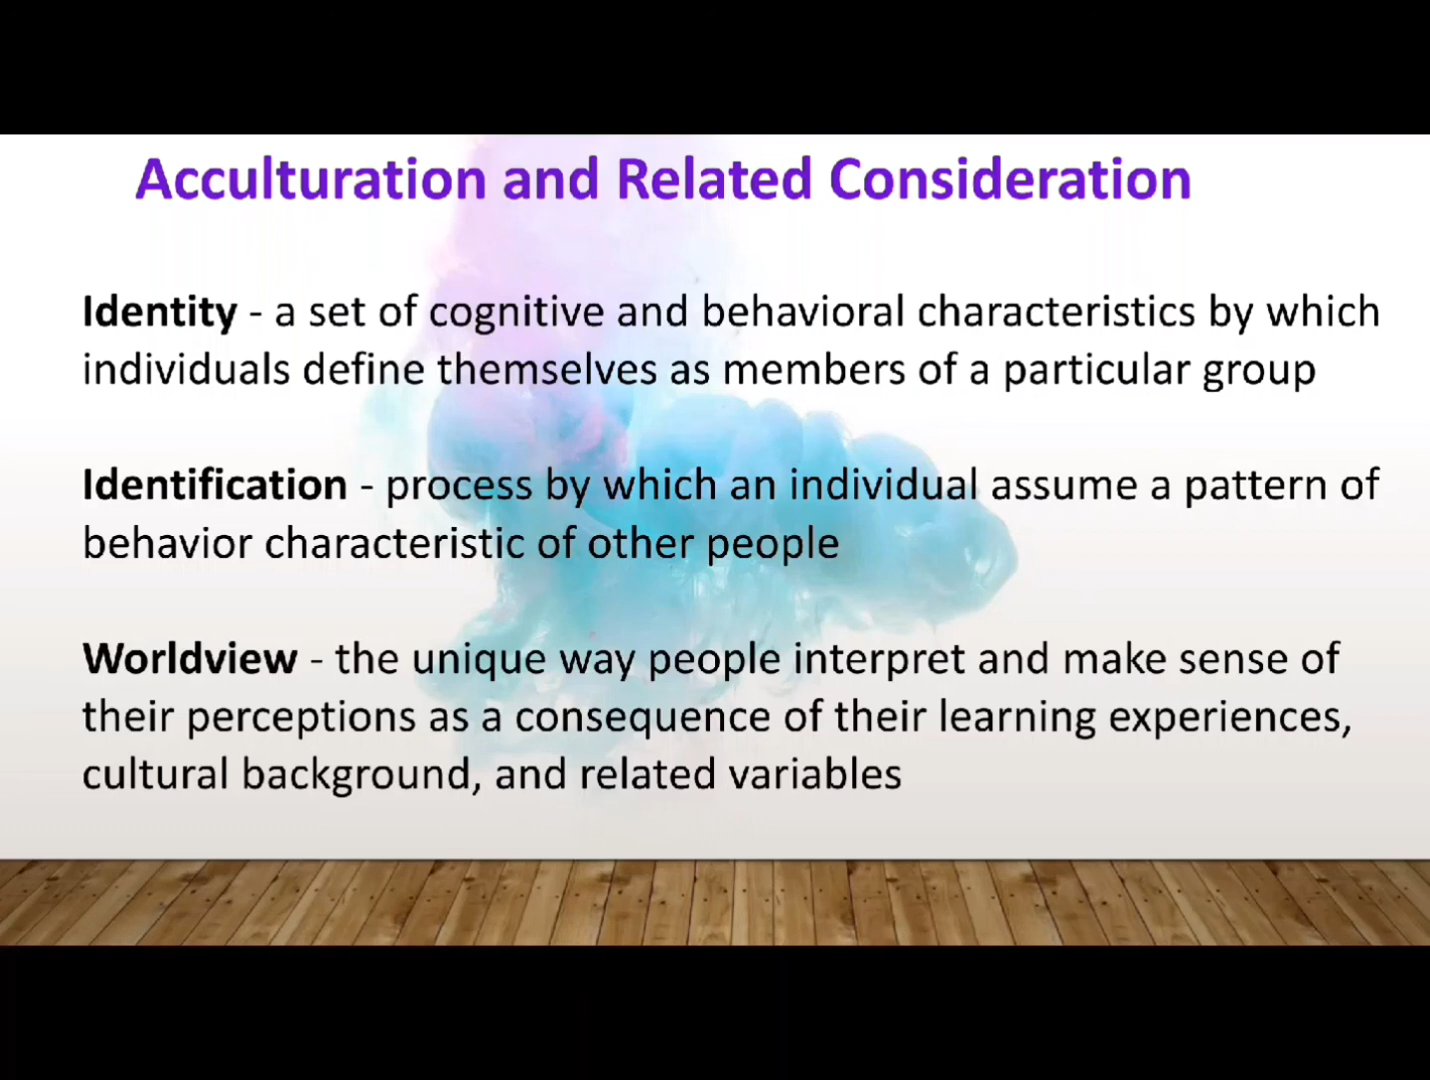 Acculturation and Related Consideration
Identity - a set of cognitive and behavioral characteristics by which
individuals define themselves as members of a particular group
Identification - process by which an individual assume a pattern of
behavior characteristic of other people
Worldview - the unique way people interpret and make sense of
their perceptions as a consequence of their learning experiences,
cultural background, and related variables